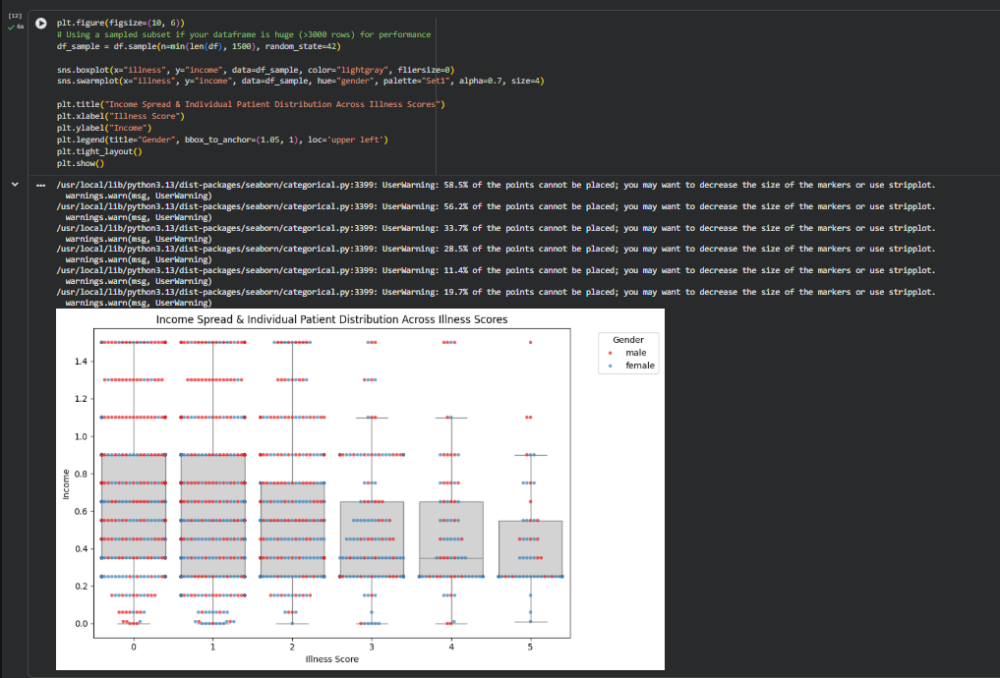 [12]
6s
plt.figure(figsize=(10, 6))
# Using a sampled subset if your dataframe is huge (>3000 rows) for performance
df_sample = df.sample(n=min(len(df), 1500), random_state=42)
sns.boxplot(x="illness", y="income", data=df_sample, color="lightgray", fliersize=0)
sns.swarmplot(x="illness", y="income", data=df_sample, hue="gender", palette="Set1", alpha=0.7, size=4)
plt.title("Income Spread & Individual Patient Distribution Across Illness Scores")
plt.xlabel("Illness Score")
plt.ylabel("Income")
plt.legend(title="Gender", bbox_to_anchor=(1.05, 1), loc='upper left')
plt.tight_layout()
plt.show()
/usr/local/lib/python3.13/dist-packages/seaborn/categorical.py:3399: UserWarning: 58.5% of the points cannot be placed; you may want to decrease the size of the markers or use stripplot.
warnings.warn(msg, UserWarning)
/usr/local/lib/python3.13/dist-packages/seaborn/categorical.py:3399: UserWarning: 56.2% of the points cannot be placed; you may want to decrease the size of the markers or use stripplot.
warnings.warn(msg, UserWarning)
/usr/local/lib/python3.13/dist-packages/seaborn/categorical.py:3399: UserWarning: 33.7% of the points cannot be placed; you may want to decrease the size of the markers or use stripplot.
warnings.warn(msg, UserWarning)
/usr/local/lib/python3.13/dist-packages/seaborn/categorical.py:3399: UserWarning: 28.5% of the points cannot be placed; you may want to decrease the size of the markers or use stripplot.
warnings.warn(msg, UserWarning)
/usr/local/lib/python3.13/dist-packages/seaborn/categorical.py:3399: UserWarning: 11.4% of the points cannot be placed; you may want to decrease the size of the markers or use stripplot.
warnings.warn(msg, UserWarning)
/usr/local/lib/python3.13/dist-packages/seaborn/categorical.py:3399: UserWarning: 19.7% of the points cannot be placed; you may want to decrease the size of the markers or use stripplot.
warnings.warn(msg, UserWarning)
Income Spread & Individual Patient Distribution Across Illness Scores
Gender
male
female
1.4
1.2
1.0
0.8
0.6
0.4
0.2
0.0
Income
0 1 2 3 4 5
Illness Score